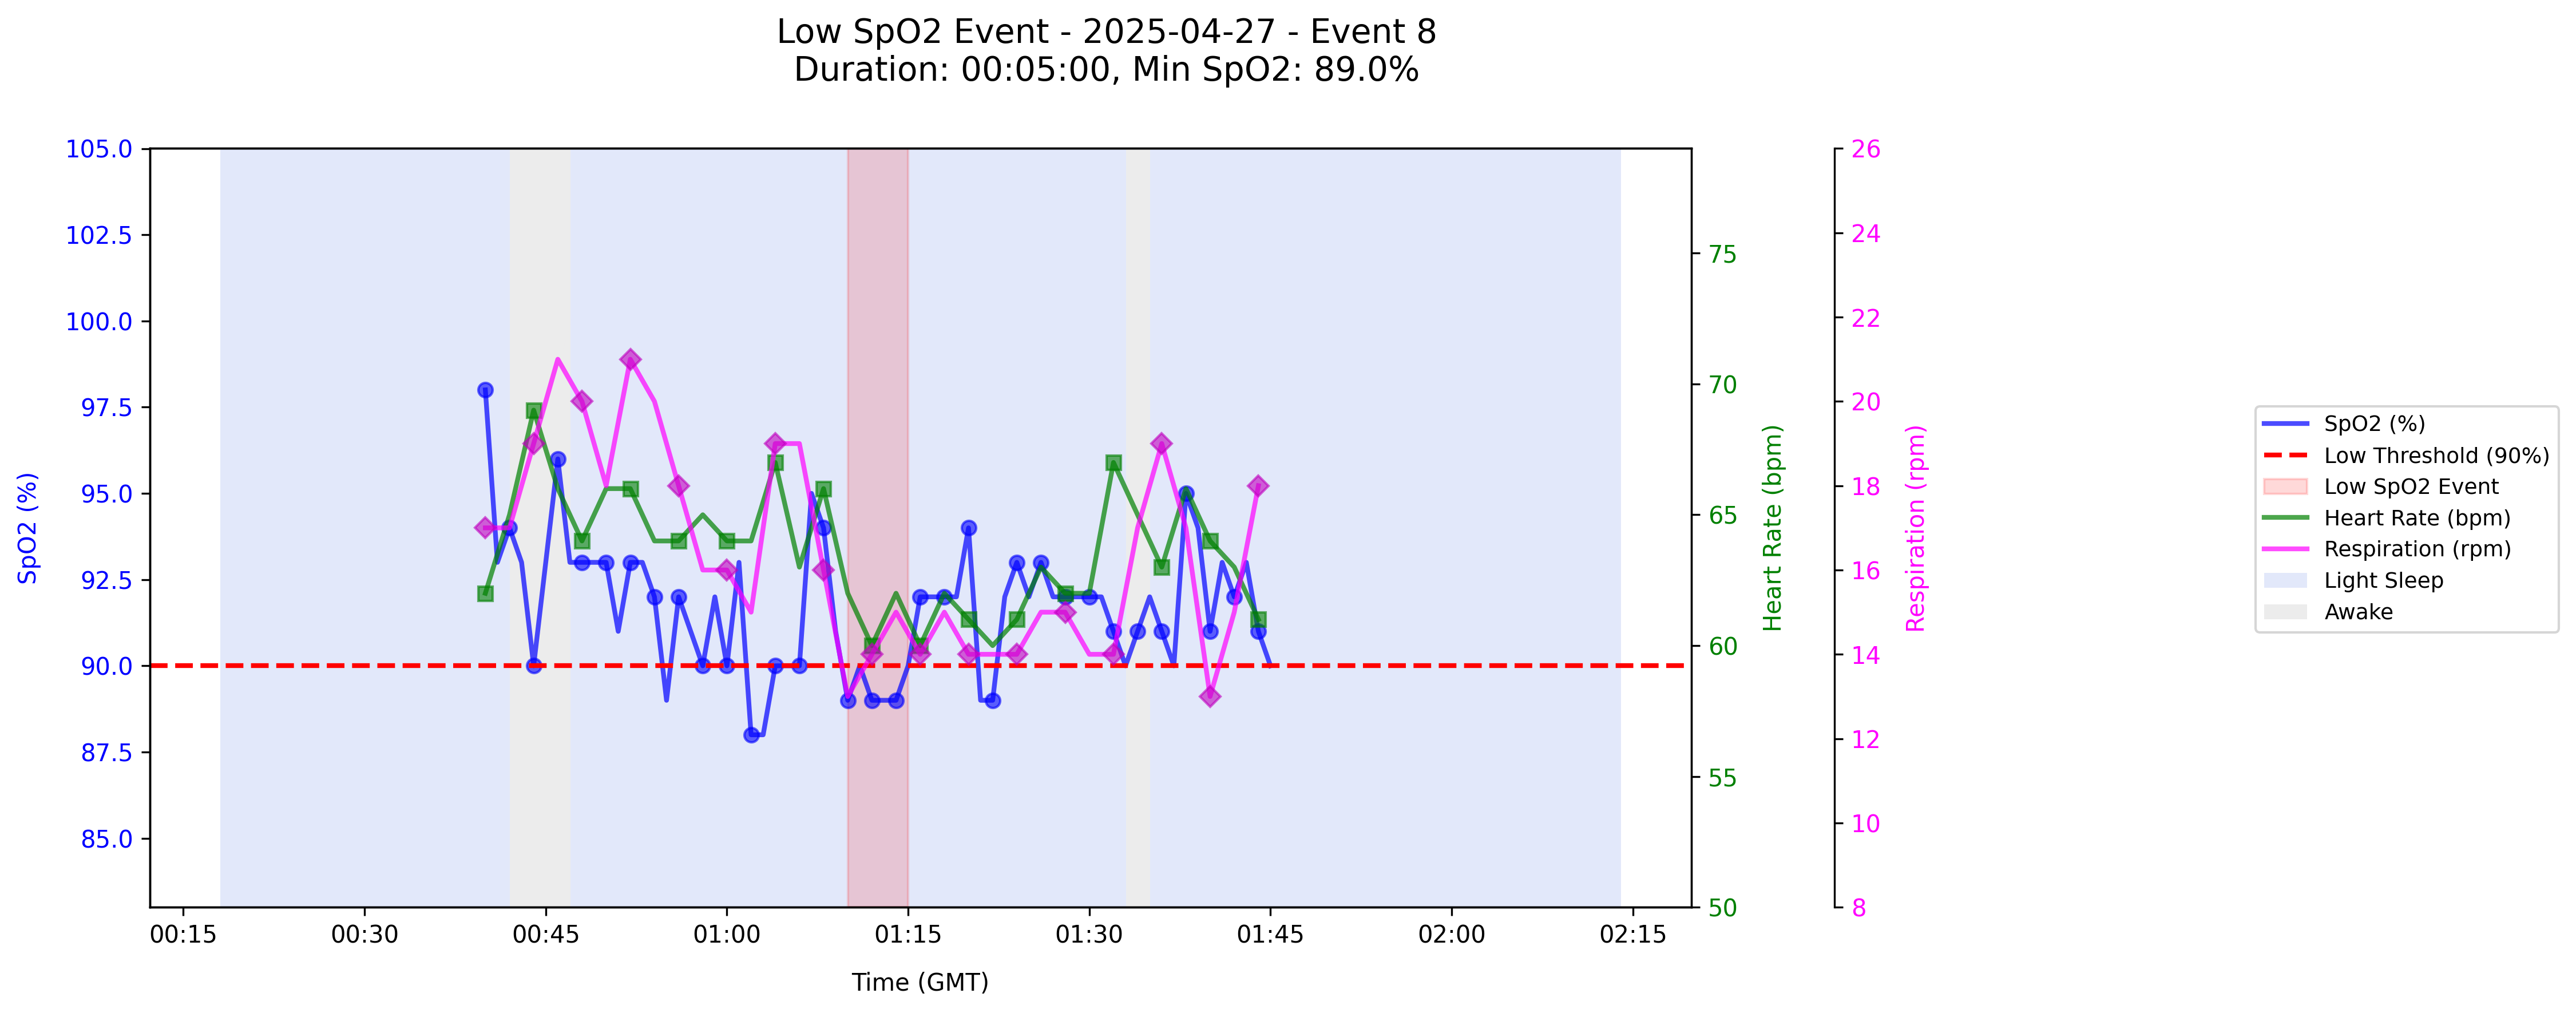 Low SpO2 Event - 2025-04-27 - Event 8
Duration: 00:05:00, Min SpO2: 89.0%
105.0
102.5
100.0
97.5
95.0
92.5
90.0
87.5
85.0
SpO2 (%)
00:15
00:30
00:45
01:00
01:15
01:30
01:45
02:00
02:15
Time (GMT)
75
70
65
60
55
50
Heart Rate (bpm)
26
24
22
20
18
16
14
12
10
8
Respiration (rpm)
SpO2 (%)
Low Threshold (90%)
Low SpO2 Event
Heart Rate (bpm)
Respiration (rpm)
Light Sleep
Awake